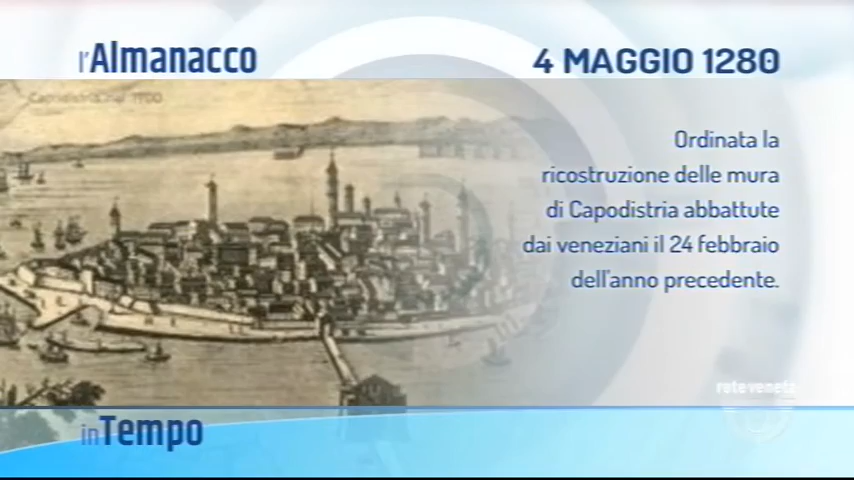 l'Almanacco
4 MAGGIO 1280
Ordinata la
ricostruzione delle mura
di Capodistria abbattute
dai veneziani il 24 febbraio
dell'anno precedente.
reteveneta
inTempo